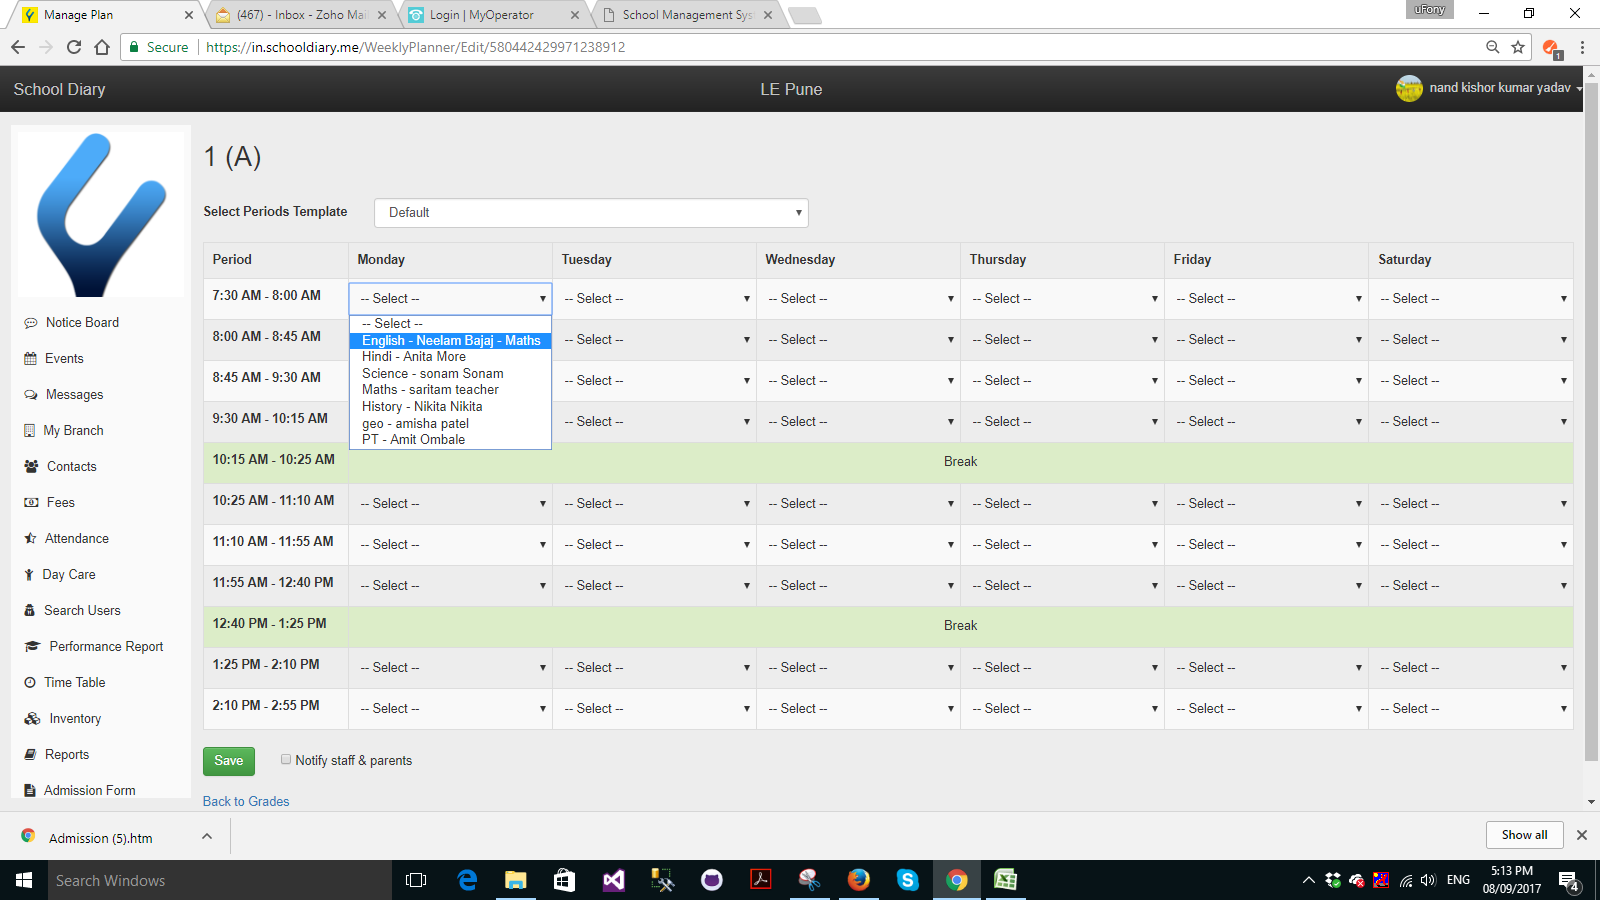 Manage Plan
(467) - Inbox - Zoho Mail
Login | MyOperator
School Management Sys
uFony
Secure
https://in.schooldiary.me/WeeklyPlanner/Edit/580442429971238912
1
School Diary
LE Pune
nand kishor kumar yadav
Notice Board
Events
Messages
My Branch
Contacts
Fees
Attendance
Day Care
Search Users
Performance Report
Time Table
Inventory
Reports
Admission Form
1 (A)
Select Periods Template
Default
Period Monday Tuesday Wednesday Thursday Friday Saturday
7:30 AM - 8:00 AM -- Select -- -- Select -- -- Select -- -- Select -- -- Select -- -- Select --
-- Select --
English - Neelam Bajaj - Maths
Hindi - Anita More
Science - sonam Sonam
Maths - saritam teacher
History - Nikita Nikita
geo - amisha patel
PT - Amit Ombale
8:00 AM - 8:45 AM -- Select -- -- Select -- -- Select -- -- Select -- -- Select --
8:45 AM - 9:30 AM -- Select -- -- Select -- -- Select -- -- Select -- -- Select --
9:30 AM - 10:15 AM -- Select -- -- Select -- -- Select -- -- Select -- -- Select --
10:15 AM - 10:25 AM Break
10:25 AM - 11:10 AM -- Select -- -- Select -- -- Select -- -- Select -- -- Select -- -- Select --
11:10 AM - 11:55 AM -- Select -- -- Select -- -- Select -- -- Select -- -- Select -- -- Select --
11:55 AM - 12:40 PM -- Select -- -- Select -- -- Select -- -- Select -- -- Select -- -- Select --
12:40 PM - 1:25 PM Break
1:25 PM - 2:10 PM -- Select -- -- Select -- -- Select -- -- Select -- -- Select -- -- Select --
2:10 PM - 2:55 PM -- Select -- -- Select -- -- Select -- -- Select -- -- Select -- -- Select --
Save
Notify staff & parents
Back to Grades
Admission (5).htm
Show all
Search Windows
ENG
5:13 PM
08/09/2017
4